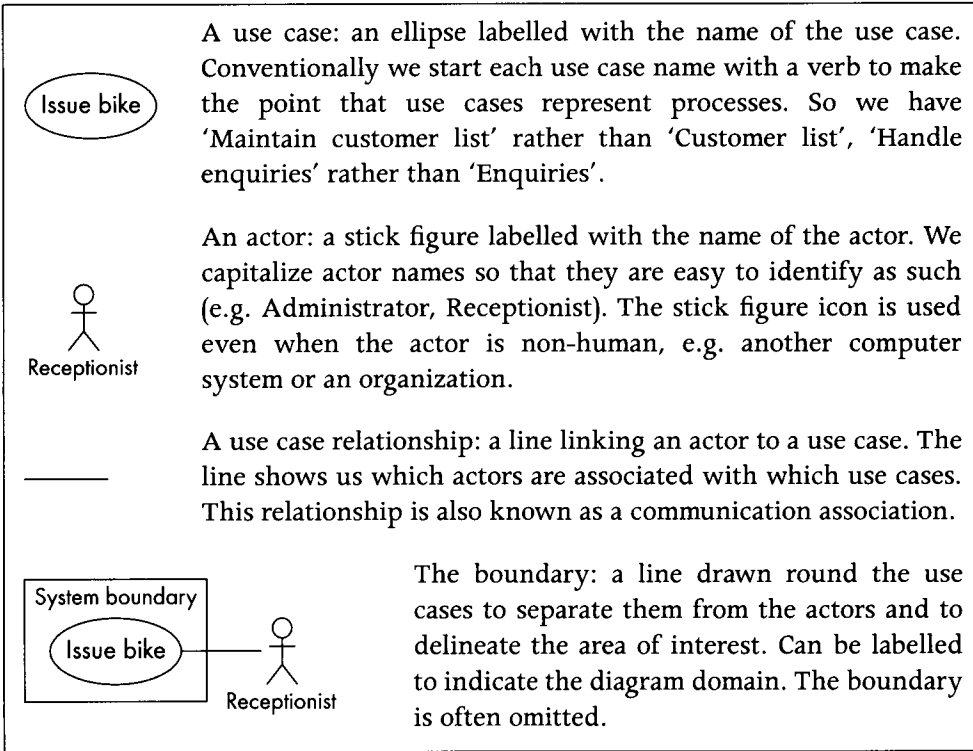 A use case: an ellipse labelled with the name of the use case.
Conventionally we start each use case name with a verb to make
Issue bike
the point that use cases represent processes. So we have
'Maintain customer list' rather than 'Customer list', 'Handle
enquiries' rather than 'Enquiries'.
An actor: a stick figure labelled with the name of the actor. We
capitalize actor names so that they are easy to identify as such
(e.g. Administrator, Receptionist). The stick figure icon is used
even when the actor is non-human, e.g. another computer
Receptionist
system or an organization.
A use case relationship: a line linking an actor to a use case. The
line shows us which actors are associated with which use cases.
This relationship is also known as a communication association.
System boundary
Issue bike
Receptionist
The boundary: a line drawn round the use
cases to separate them from the actors and to
delineate the area of interest. Can be labelled
to indicate the diagram domain. The boundary
is often omitted.